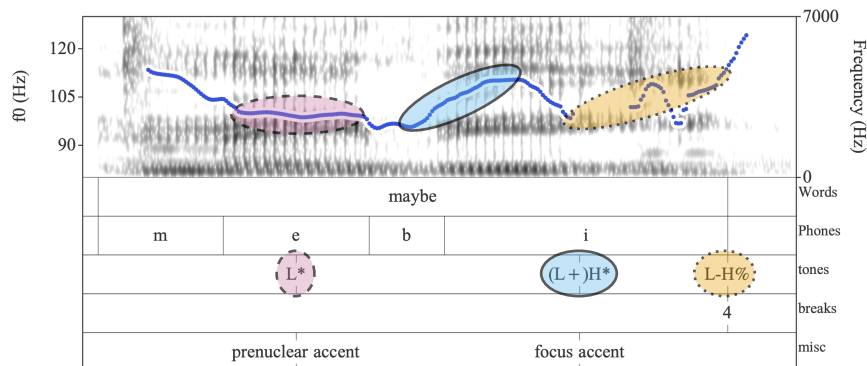 7000
120
105
90
f0 (Hz)
Frequency (Hz)
0
maybe Words
m e b i Phones
L* (L+)H* L-H% tones
4 breaks
prenuclear accent focus accent misc